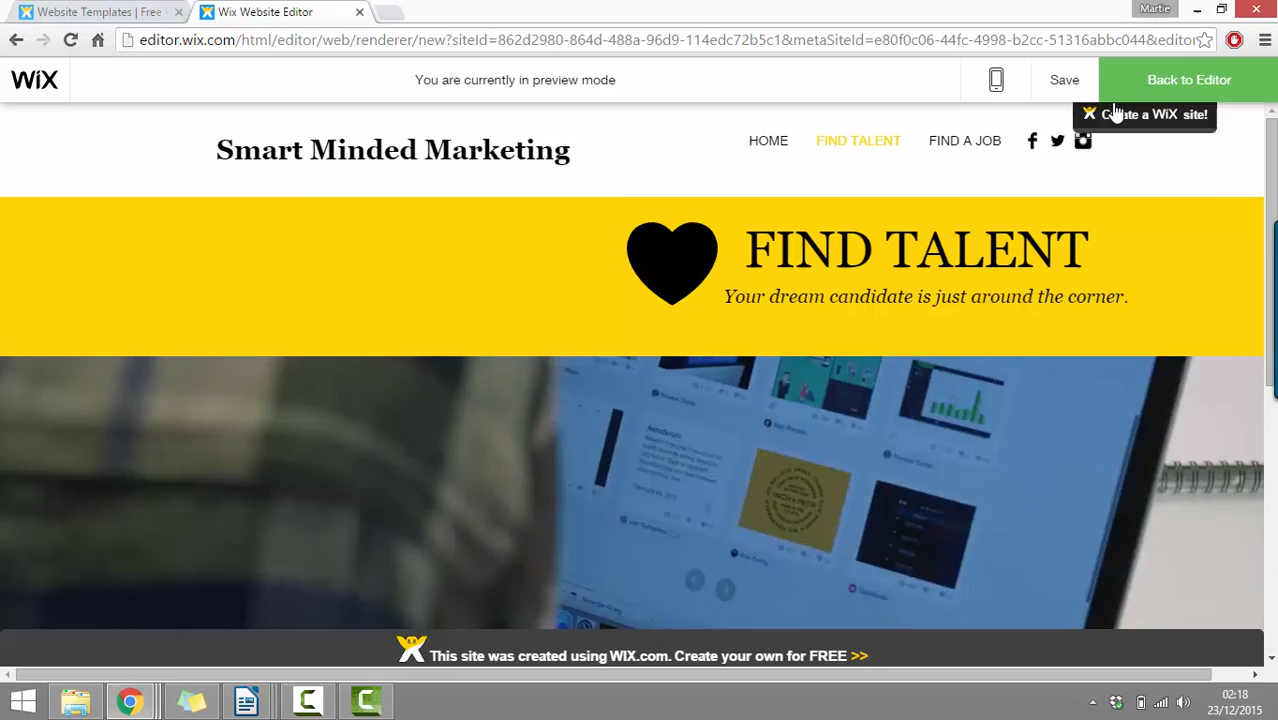 Website Templates | Free
Wix Website Editor
Martie
editor.wix.com/html/editor/web/renderer/new?siteId=862d2980-864d-488a-96d9-114edc72b5c1&metaSiteId=e80f0c06-44fc-4998-b2cc-51316abbc044&editor
WiX
You are currently in preview mode
Save
Back to Editor
Create a WiX site!
Smart Minded Marketing
HOME
FIND TALENT
FIND A JOB
FIND TALENT
Your dream candidate is just around the corner.
This site was created using WIX.com. Create your own for FREE >>
02:18
23/12/2015